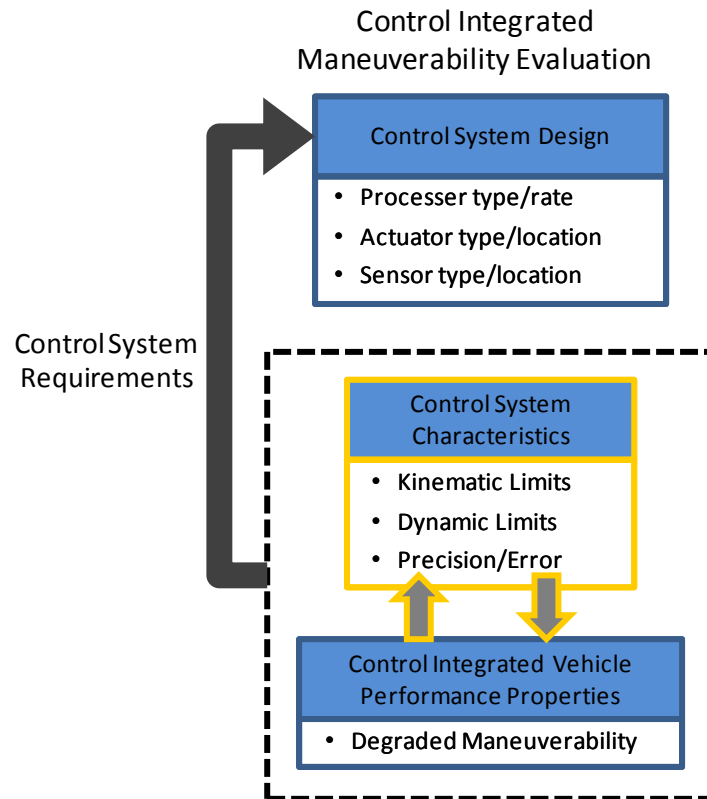 Control Integrated
Maneuverability Evaluation
Control System Design
• Processer type/rate
• Actuator type/location
• Sensor type/location
Control System
Requirements
Control System
Characteristics
• Kinematic Limits
• Dynamic Limits
• Precision/Error
Control Integrated Vehicle
Performance Properties
• Degraded Maneuverability